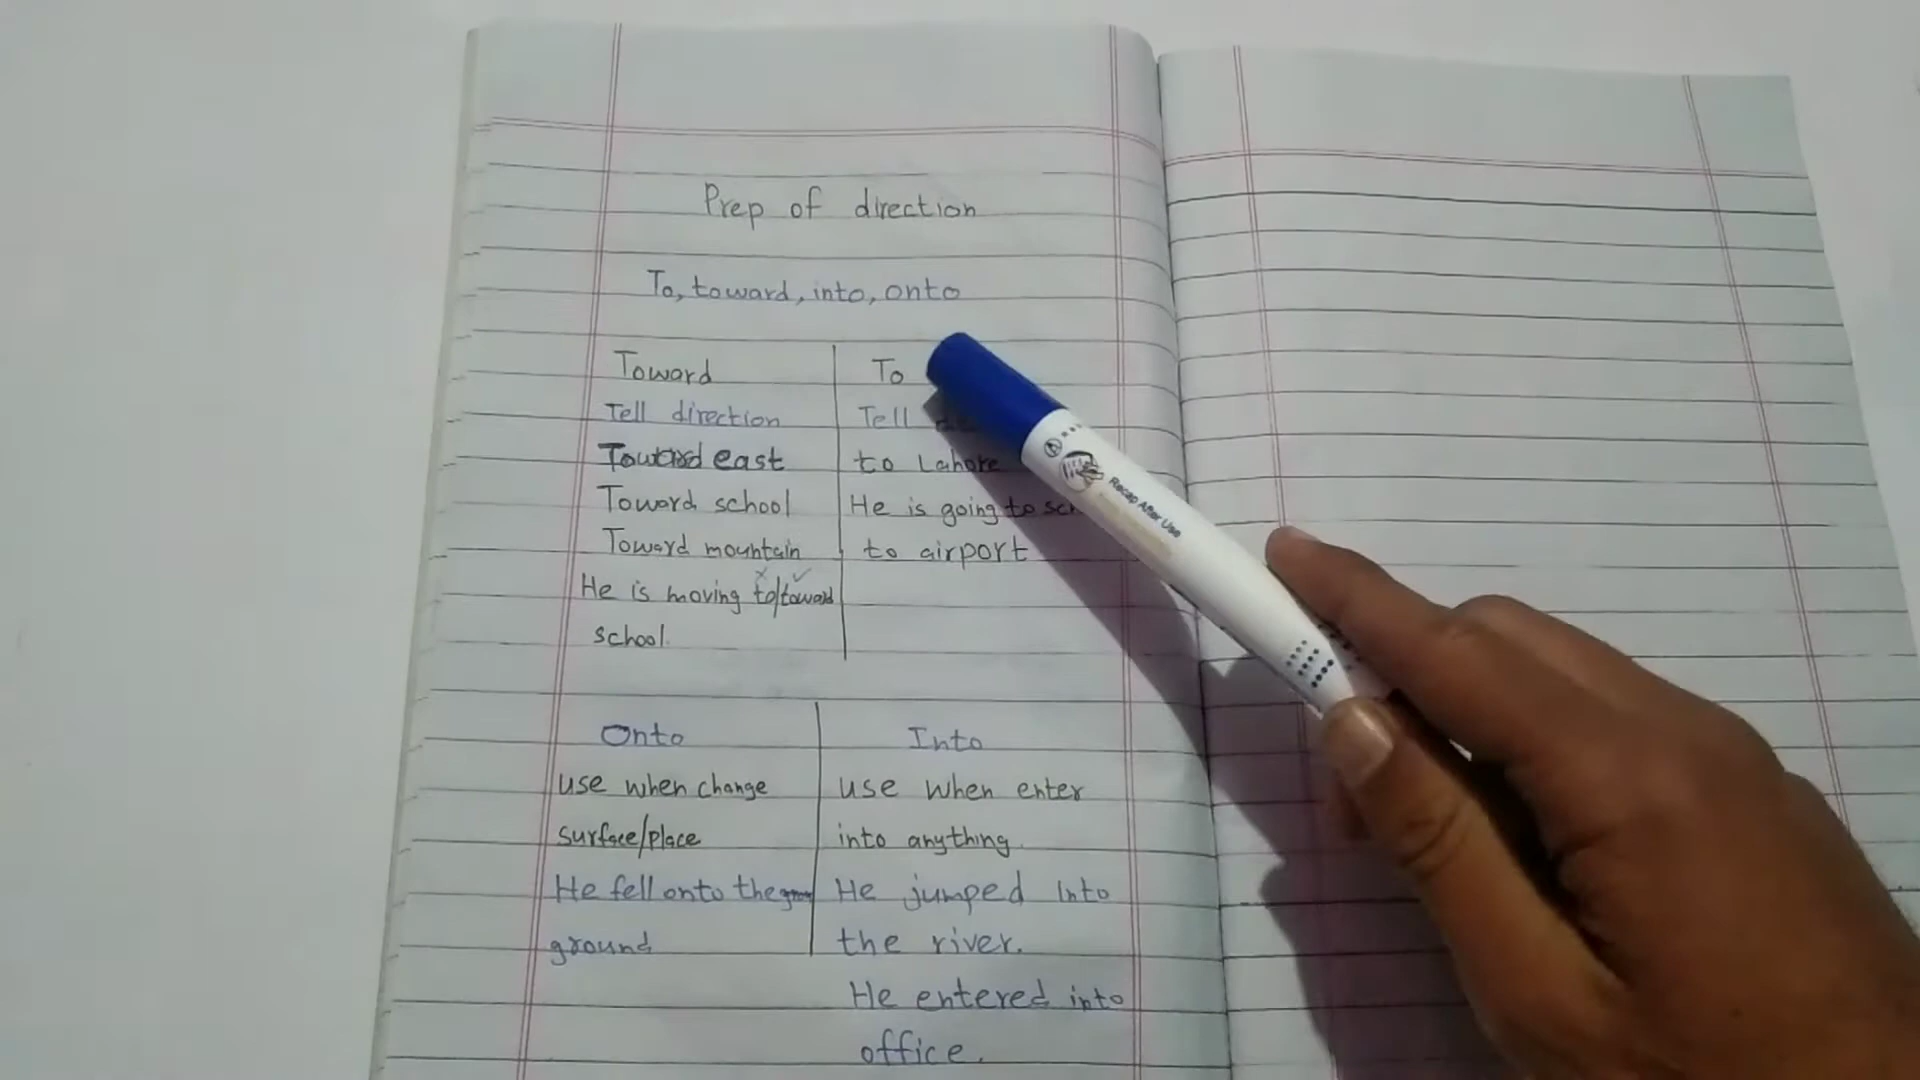 Prep of direction
To, toward, into, onto
Toward
Tell direction
Toward east
Toward school
Toward mountain
He is moving to/toward
school.
To
Tell
to Lahore
He is going to
to airport
Onto
use when change
surface/place
He fell onto the
ground
Into
use when enter
into anything.
He jumped into
the river.
He entered into
office.
Recap After Use